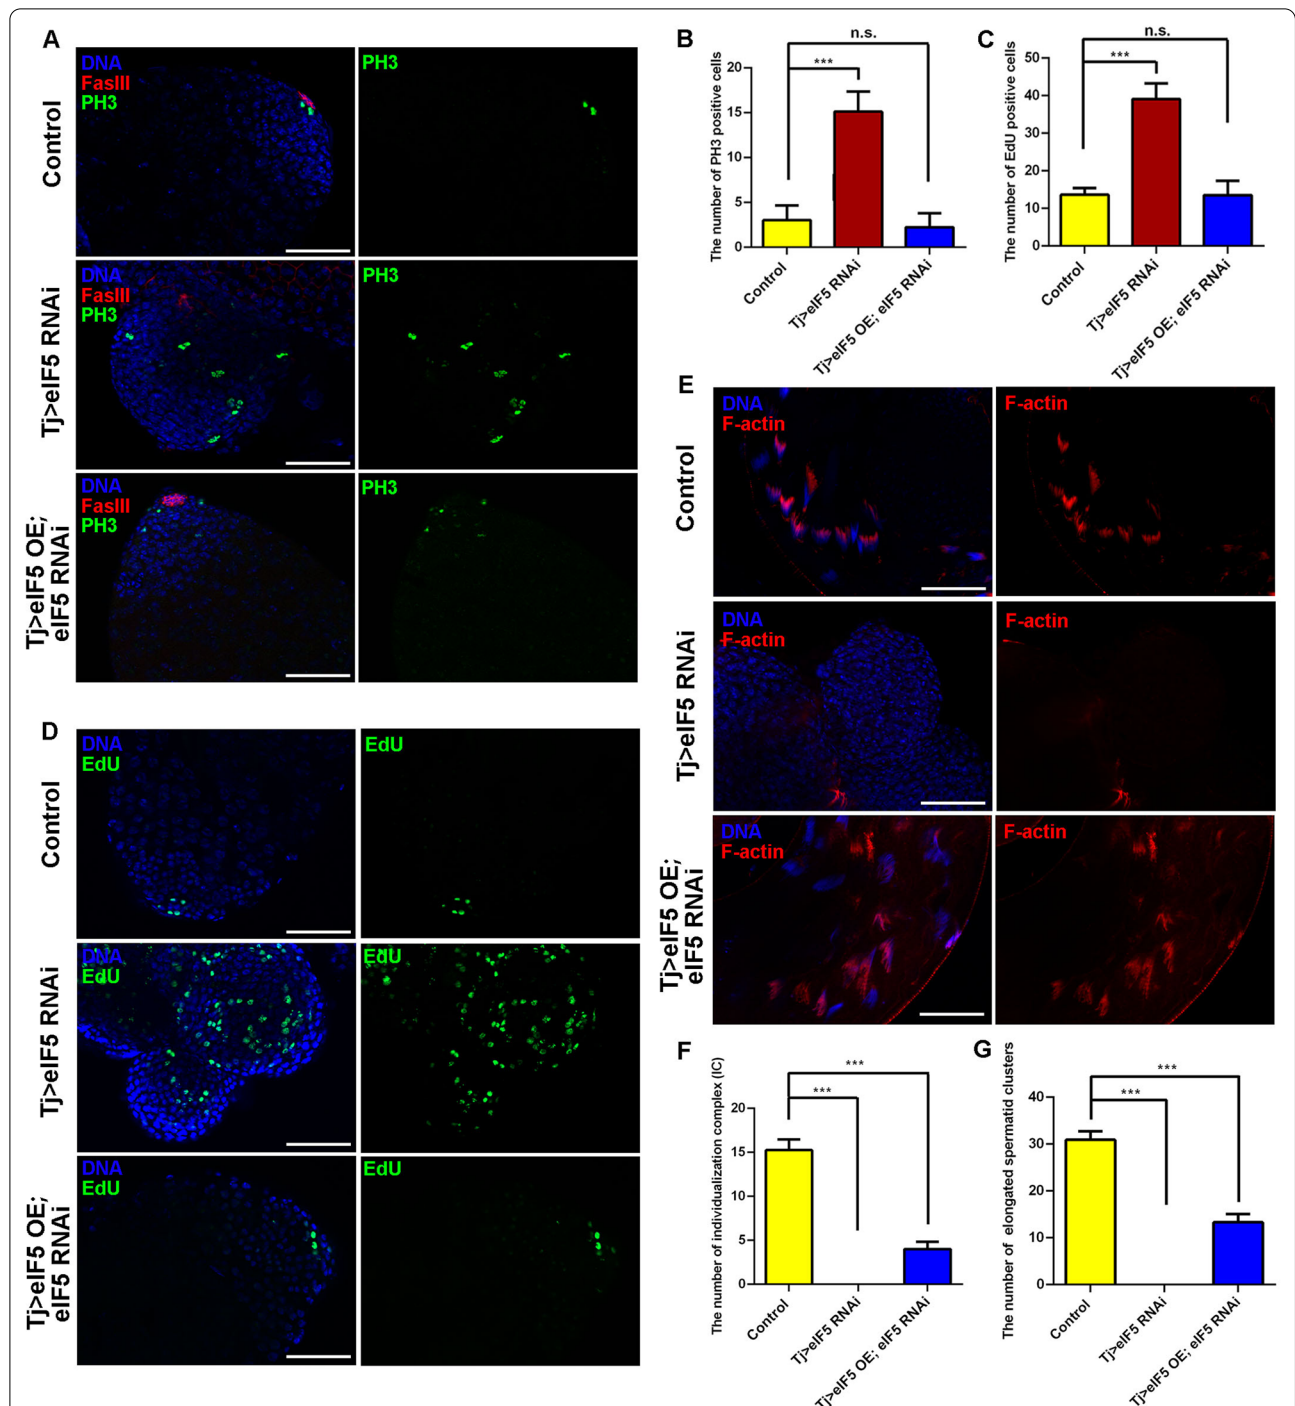 A
Control
DNA
FasIII
PH3
PH3
Tj>eIF5 RNAi
DNA
FasIII
PH3
PH3
Tj>eIF5 OE;
eIF5 RNAi
DNA
FasIII
PH3
PH3
B
The number of PH3 positive cells
20
15
10
5
0
n.s.
***
Control
Tj>eIF5 RNAi
Tj>eIF5 OE; eIF5 RNAi
C
The number of EdU positive cells
50
40
30
20
10
0
n.s.
***
Control
Tj>eIF5 RNAi
Tj>eIF5 OE; eIF5 RNAi
D
Control
DNA
EdU
EdU
Tj>eIF5 RNAi
DNA
EdU
EdU
Tj>eIF5 OE;
eIF5 RNAi
DNA
EdU
EdU
E
Control
DNA
F-actin
F-actin
Tj>eIF5 RNAi
DNA
F-actin
F-actin
Tj>eIF5 OE;
eIF5 RNAi
DNA
F-actin
F-actin
F
The number of individualization complex (IC)
20
15
10
5
0
***
***
Control
Tj>eIF5 RNAi
Tj>eIF5 OE; eIF5 RNAi
G
The number of elongated spermatid clusters
40
30
20
10
0
***
***
Control
Tj>eIF5 RNAi
Tj>eIF5 OE; eIF5 RNAi